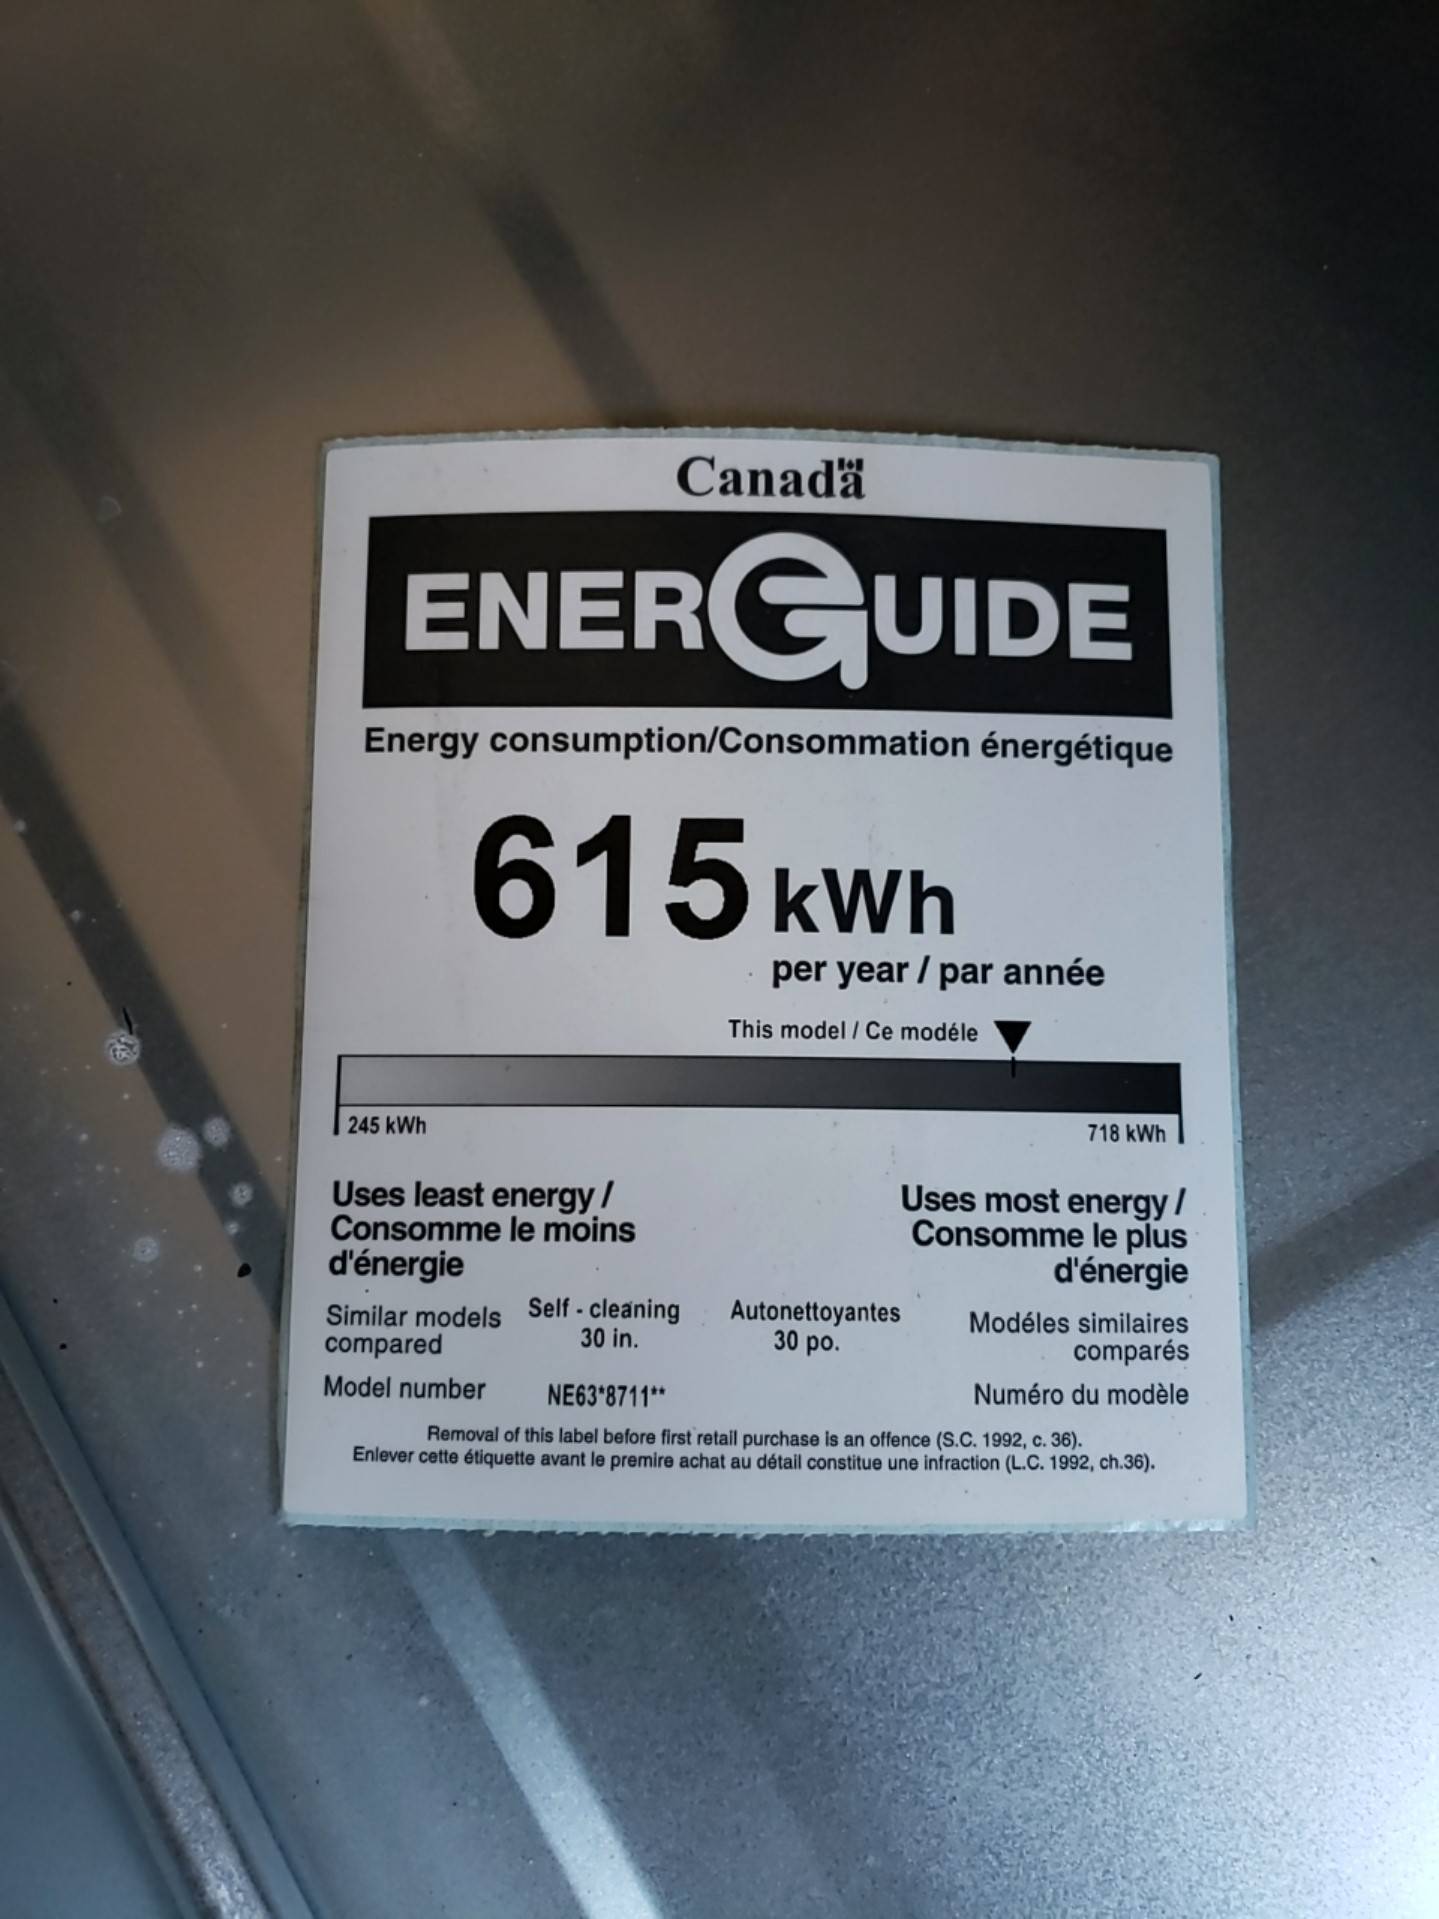 Canada
ENERGUIDE
Energy consumption/Consommation énergétique
615 kWh
per year / par année
This model / Ce modéle
245 kWh
718 kWh
Uses least energy /
Consomme le moins
d'énergie
Uses most energy /
Consomme le plus
d'énergie
Similar models
compared
Self - cleaning
30 in.
Autonettoyantes
30 po.
Modéles similaires
comparés
Model number
NE63*8711**
Numéro du modèle
Removal of this label before first retail purchase is an offence (S.C. 1992, c. 36).
Enlever cette étiquette avant le premire achat au détail constitue une infraction (L.C. 1992, ch.36).